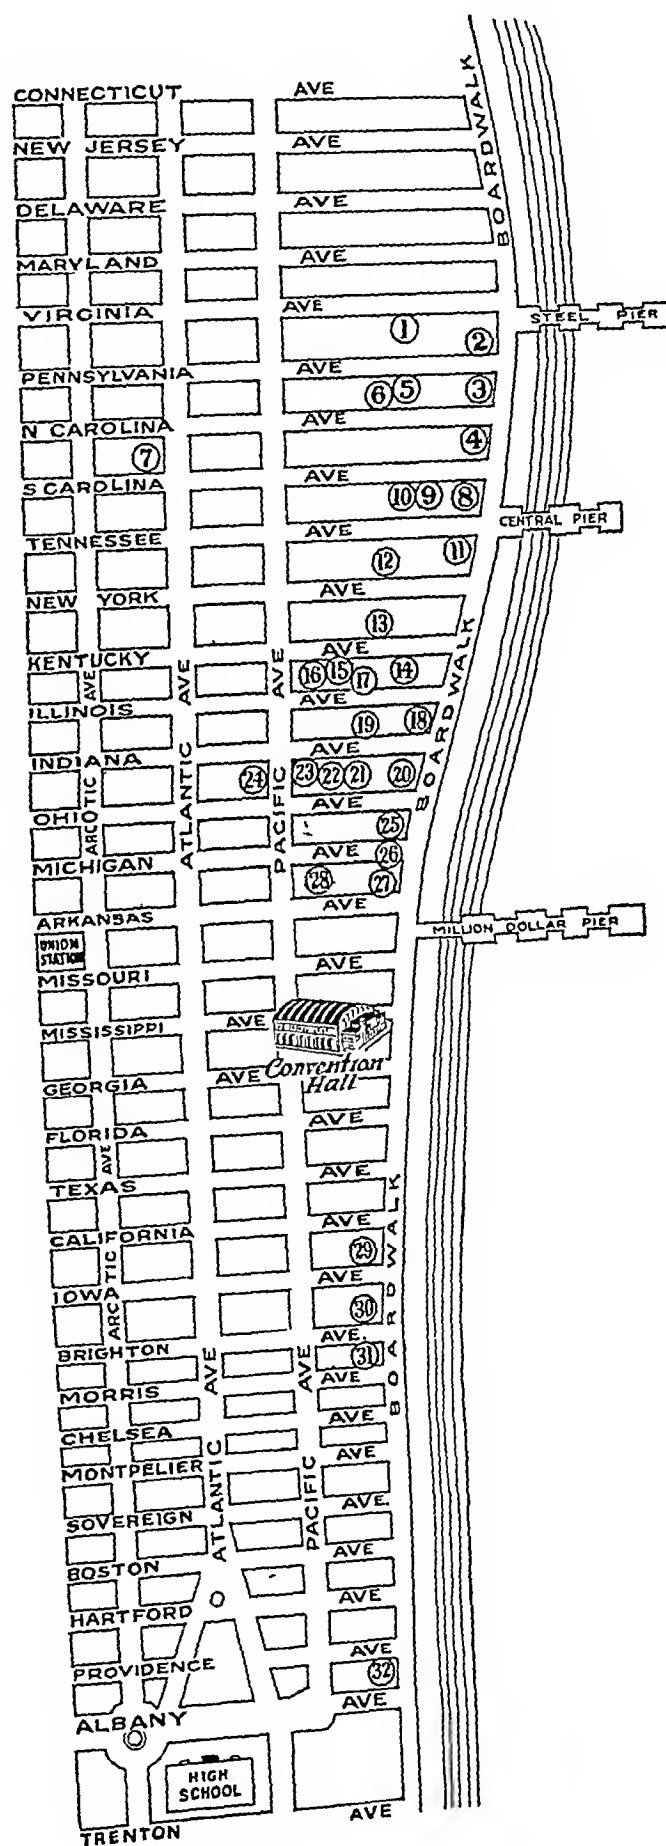 CONNECTICUT AVE
NEW JERSEY AVE
DELAWARE AVE
MARYLAND AVE
VIRGINIA AVE
BOARDWALK
STEEL PIER
1
2
PENNSYLVANIA AVE
6 5 3
N CAROLINA AVE
7
4
S CAROLINA AVE
10 9 8
CENTRAL PIER
TENNESSEE AVE
12 11
NEW YORK AVE
13
KENTUCKY AVE
16 15 17 14
ILLINOIS AVE
19 18
INDIANA AVE
24 23 22 21 20
OHIO AVE
25
ARCOTIC AVE
ATLANTIC AVE
PACIFIC AVE
BOARDWALK
MICHIGAN AVE
26
28 27
ARKANSAS AVE
MILLION DOLLAR PIER
UNION
STATION
MISSOURI AVE
MISSISSIPPI AVE
Convention
Hall
GEORGIA AVE
FLORIDA AVE
TEXAS AVE
CALIFORNIA AVE
29
IOWA AVE
30
BRIGHTON AVE.
31
ARCATIC AVE
ATLANTIC AVE
PACIFIC AVE
BOARDWALK
MORRIS AVE
CHELSEA AVE
MONTPELIER AVE
SOVEREIGN AVE.
BOSTON AVE
HARTFORD AVE
PROVIDENCE AVE
32
ALBANY AVE
HIGH
SCHOOL
TRENTON AVE